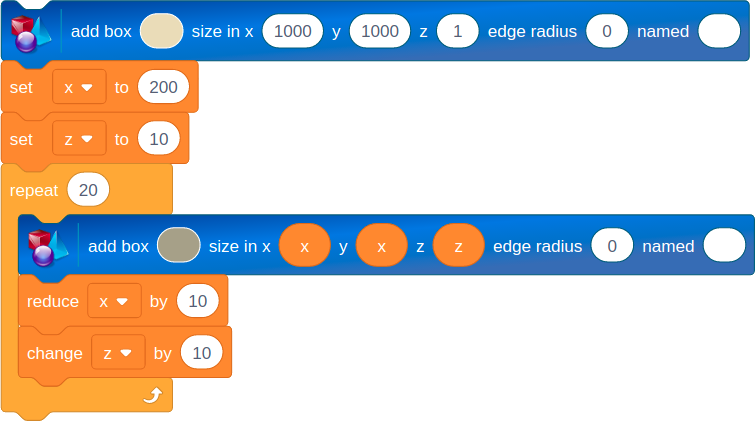 add box size in x 1000 y 1000 z 1 edge radius 0 named
set x to 200
set z to 10
repeat 20
add box size in x x y x z z edge radius 0 named
reduce x by 10
change z by 10